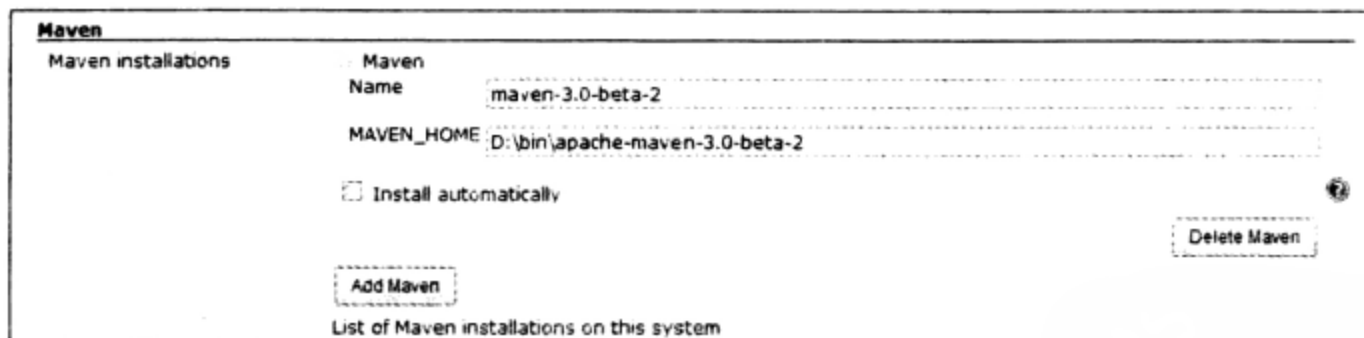 Maven
Maven installations
Maven
Name
maven-3.0-beta-2
MAVEN_HOME
D:\bin\apache-maven-3.0-beta-2
Install automatically
?
Delete Maven
Add Maven
List of Maven installations on this system